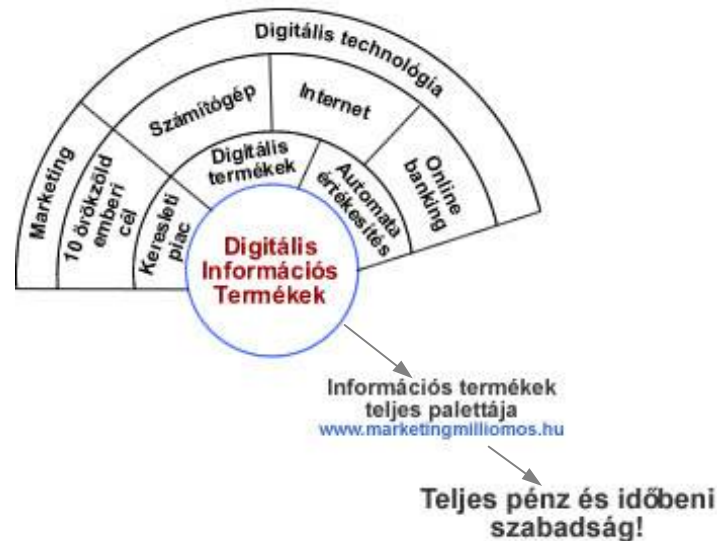 Digitális technológia
Marketing
Számítógép
Internet
Online
banking
10 örökzöld
emberi
cél
Keresleti
piac
Digitális
termékek
Automata
értékesítés
Digitális
Információs
Termékek
Információs termékek
teljes palettája
www.marketingmilliomos.hu
Teljes pénz és időbeni
szabadság!